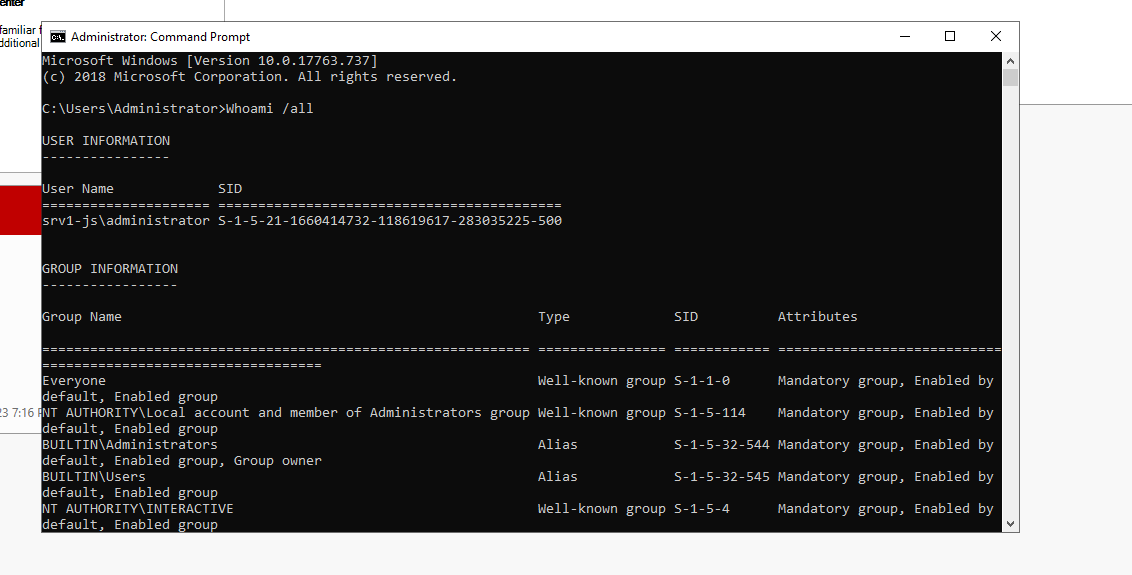 enter
familiar f
dditional
Administrator: Command Prompt
Microsoft Windows [Version 10.0.17763.737]
(c) 2018 Microsoft Corporation. All rights reserved.
C:\Users\Administrator>Whoami /all
USER INFORMATION
----------------
User Name SID
===================== ===========================================
srv1-js\administrator S-1-5-21-1660414732-118619617-283035225-500
GROUP INFORMATION
-----------------
Group Name Type SID Attributes
============================================================= ================ ============ ============================
===================================
Everyone Well-known group S-1-1-0 Mandatory group, Enabled by
default, Enabled group
23 7:16 P
NT AUTHORITY\Local account and member of Administrators group Well-known group S-1-5-114 Mandatory group, Enabled by
default, Enabled group
BUILTIN\Administrators Alias S-1-5-32-544 Mandatory group, Enabled by
default, Enabled group, Group owner
BUILTIN\Users Alias S-1-5-32-545 Mandatory group, Enabled by
default, Enabled group
NT AUTHORITY\INTERACTIVE Well-known group S-1-5-4 Mandatory group, Enabled by
default, Enabled group